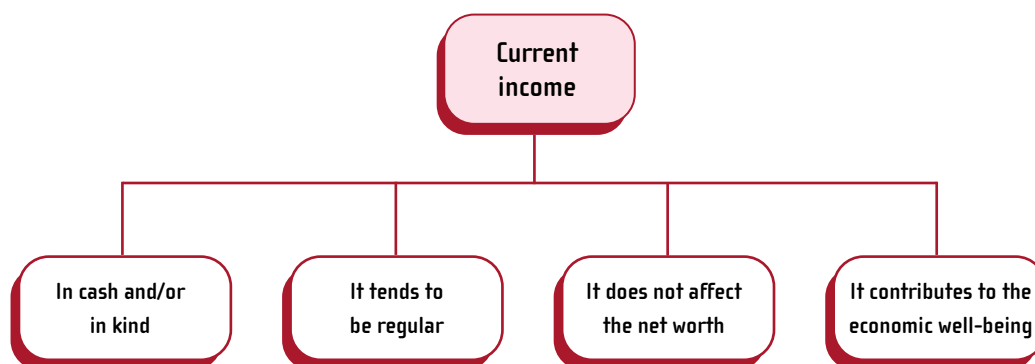 Current
income
In cash and/or
in kind
It tends to
be regular
It does not affect
the net worth
It contributes to the
economic well-being